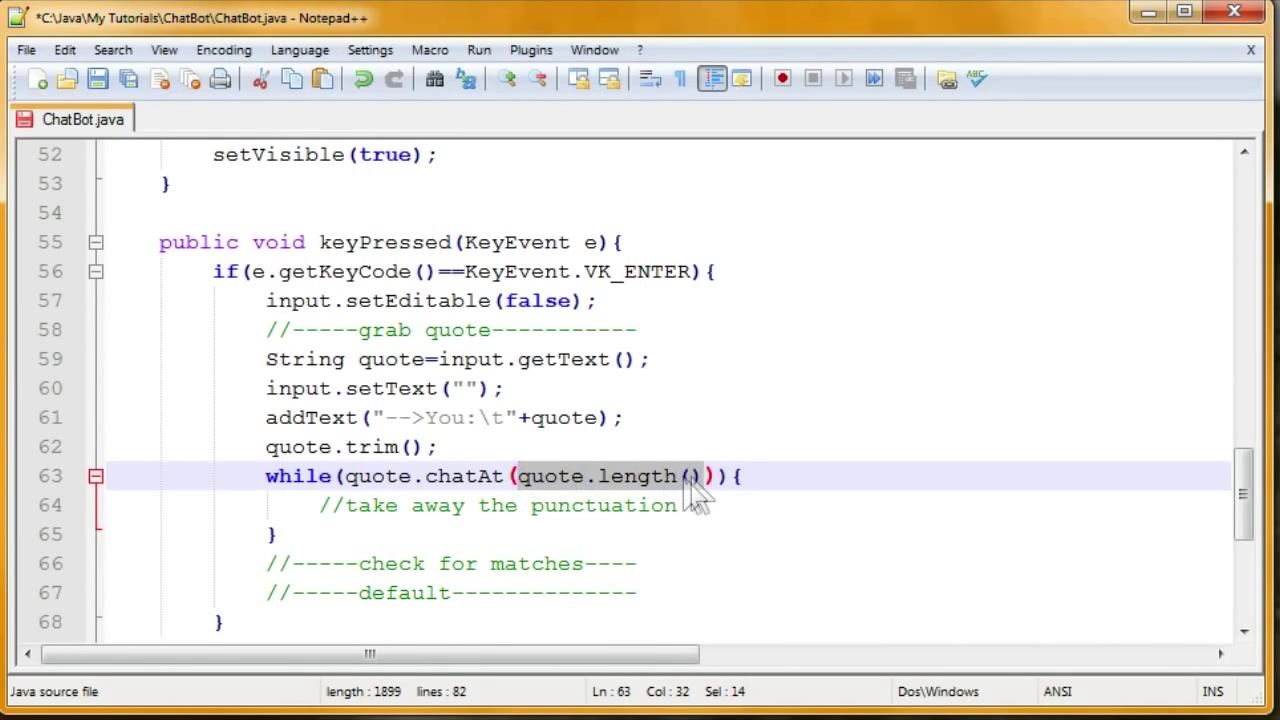 *C:\Java\My Tutorials\ChatBot\ChatBot.java - Notepad++
File Edit Search View Encoding Language Settings Macro Run Plugins Window ? X
ABC
ChatBot.java
52 setVisible(true);
53 }
54
55 public void keyPressed(KeyEvent e){
56 if(e.getKeyCode()==KeyEvent.VK_ENTER){
57 input.setEditable(false);
58 //-----grab quote-----------
59 String quote=input.getText();
60 input.setText("");
61 addText("-->You:\t"+quote);
62 quote.trim();
63 while(quote.chatAt(quote.length())){
64 //take away the punctuation
65 }
66 //-----check for matches----
67 //-----default--------------
68 }
Java source file length : 1899 lines : 82 Ln : 63 Col : 32 Sel : 14 Dos\Windows ANSI INS